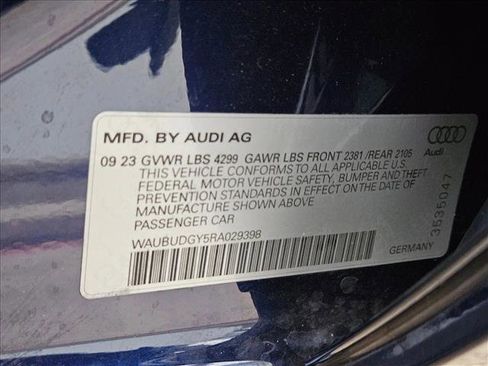 MFD. BY AUDI AG
Audi
09 23 GVWR LBS 4299 GAWR LBS FRONT 2381 /REAR 2105
THIS VEHICLE CONFORMS TO ALL APPLICABLE U.S.
FEDERAL MOTOR VEHICLE SAFETY, BUMPER AND THEFT
PREVENTION STANDARDS IN EFFECT ON THE DATE OF
MANUFACTURE SHOWN ABOVE
PASSENGER CAR
WAUBUDGY5RA029398
GERMANY
3535047